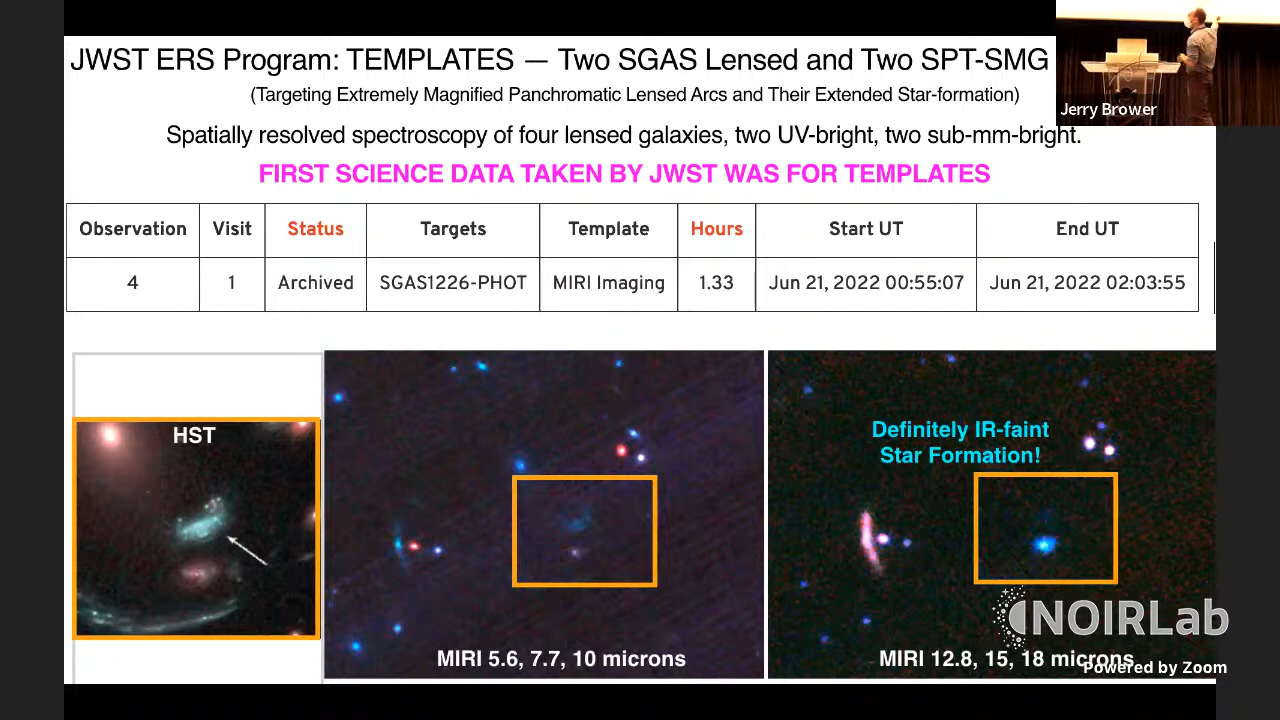 JWST ERS Program: TEMPLATES — Two SGAS Lensed and Two SPT-SMG
(Targeting Extremely Magnified Panchromatic Lensed Arcs and Their Extended Star-formation)
Jerry Brower
Spatially resolved spectroscopy of four lensed galaxies, two UV-bright, two sub-mm-bright.
FIRST SCIENCE DATA TAKEN BY JWST WAS FOR TEMPLATES
Observation Visit Status Targets Template Hours Start UT End UT
4 1 Archived SGAS1226-PHOT MIRI Imaging 1.33 Jun 21, 2022 00:55:07 Jun 21, 2022 02:03:55
HST
Definitely IR-faint
Star Formation!
NOIRLab
MIRI 5.6, 7.7, 10 microns
MIRI 12.8, 15, 18 microns
Powered by Zoom